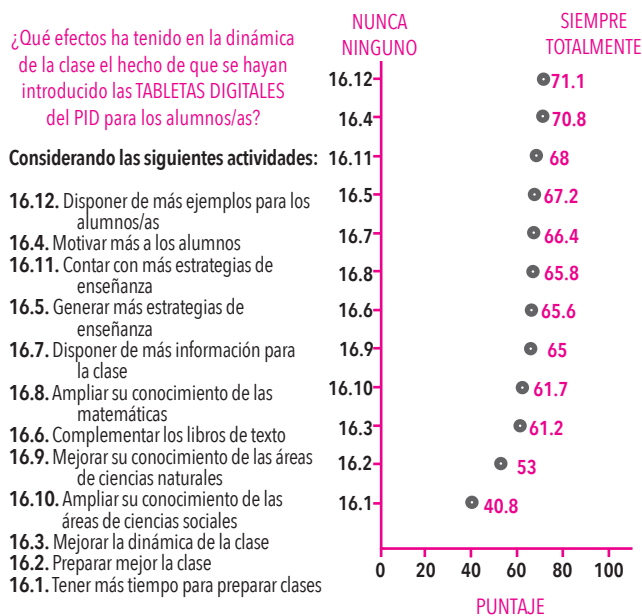 ¿Qué efectos ha tenido en la dinámica
de la clase el hecho de que se hayan
introducido las TABLETAS DIGITALES
del PID para los alumnos/as?
Considerando las siguientes actividades:
16.12. Disponer de más ejemplos para los
alumnos/as
16.4. Motivar más a los alumnos
16.11. Contar con más estrategias de
enseñanza
16.5. Generar más estrategias de
enseñanza
16.7. Disponer de más información para
la clase
16.8. Ampliar su conocimiento de las
matemáticas
16.6. Complementar los libros de texto
16.9. Mejorar su conocimiento de las áreas
de ciencias naturales
16.10. Ampliar su conocimiento de las
áreas de ciencias sociales
16.3. Mejorar la dinámica de la clase
16.2. Preparar mejor la clase
16.1. Tener más tiempo para preparar clases
NUNCA
NINGUNO
SIEMPRE
TOTALMENTE
16.12 71.1
16.4 70.8
16.11 68
16.5 67.2
16.7 66.4
16.8 65.8
16.6 65.6
16.9 65
16.10 61.7
16.3 61.2
16.2 53
16.1 40.8
0 20 40 60 80 100
PUNTAJE